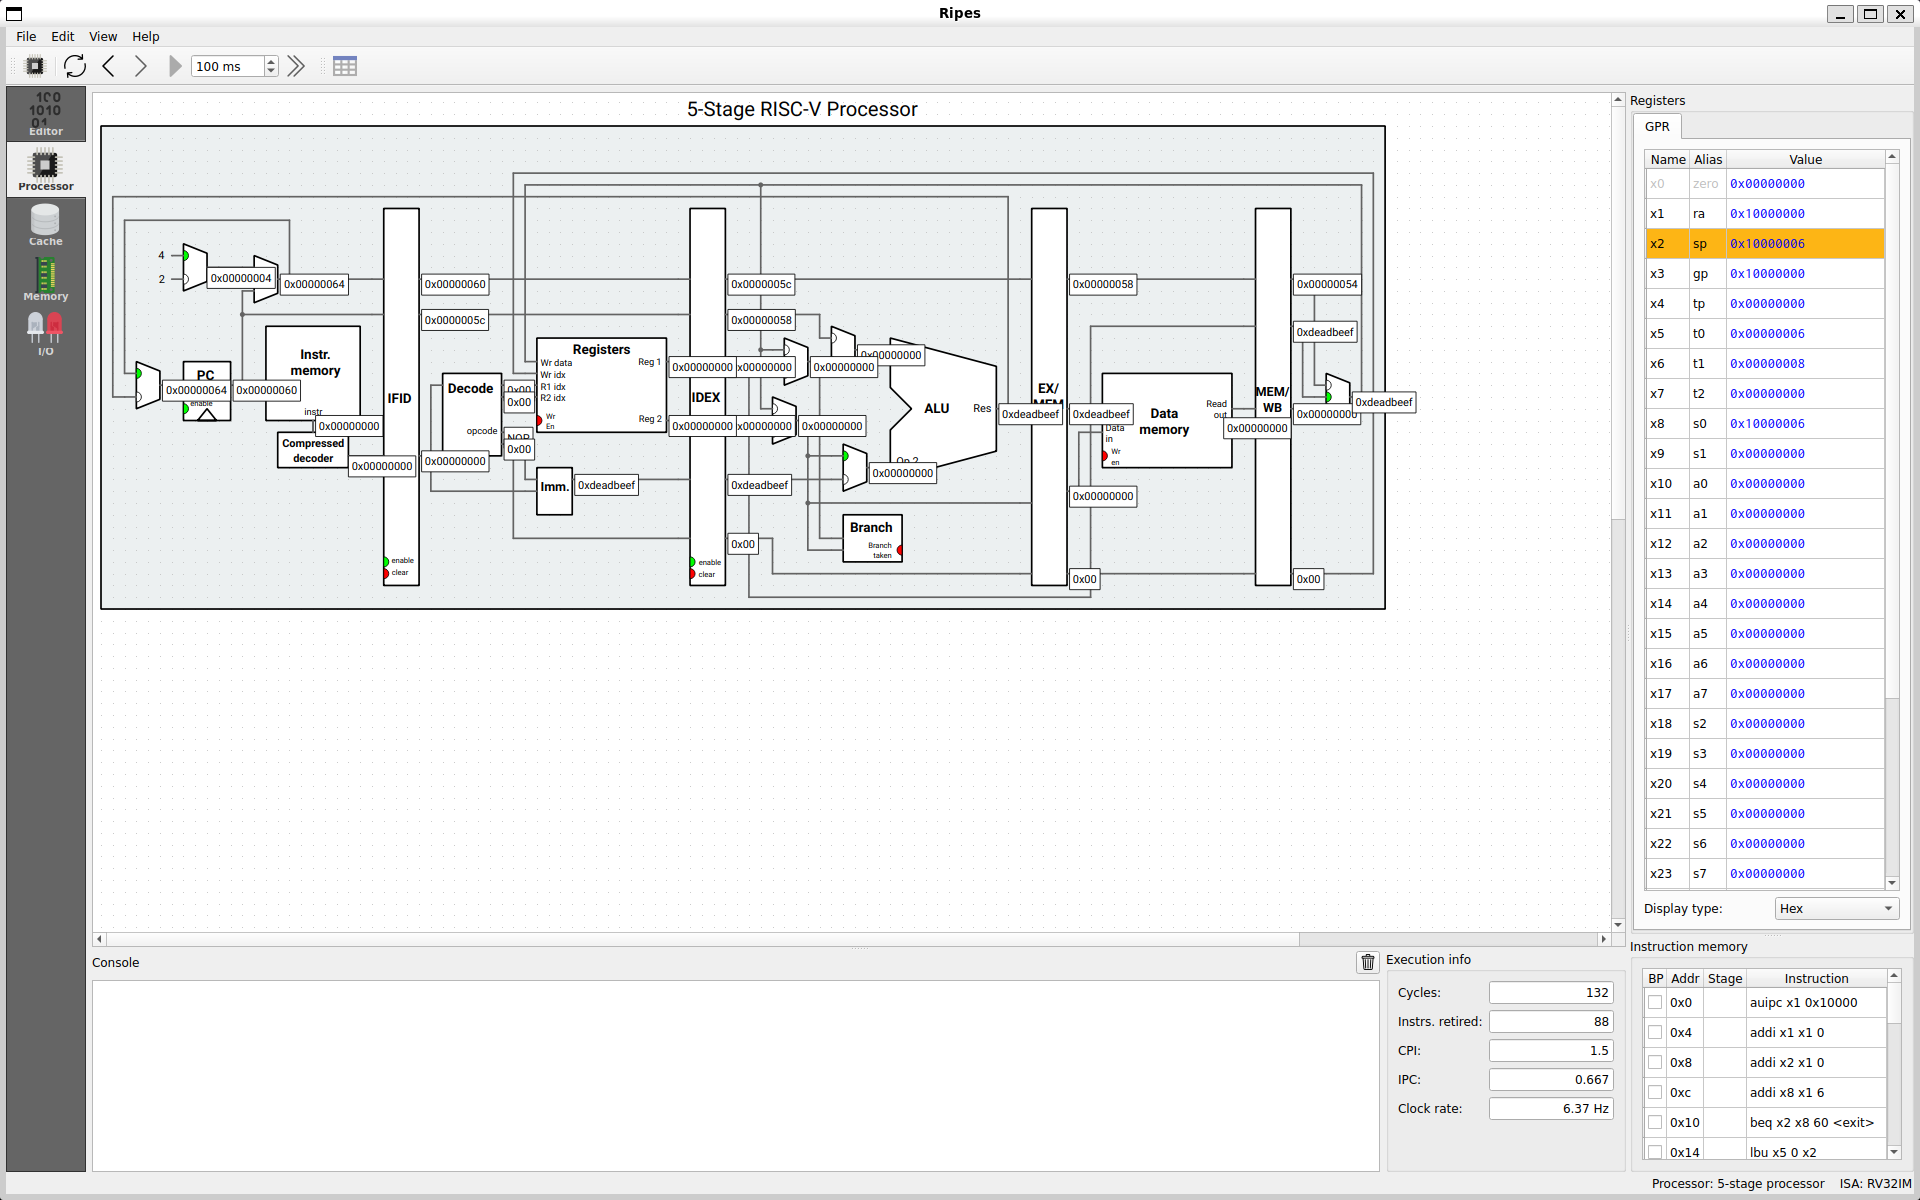 Ripes
File Edit View Help
100 ms
Editor
Processor
Cache
Memory
I/O
5-Stage RISC-V Processor
4
2
0x00000004
0x00000064
0x00000060
0x0000005c
0x0000005c
0x00000058
0x00000058
0x00000054
0xdeadbeef
Instr.
memory
instr
PC
enable
0x00000064
0x00000060
0x00000000
Compressed
decoder
0x00000000
IFID
enable
clear
0x00000000
Decode
opcode
0x00
0x00
NOP
0x00
Registers
Wr data
Wr idx
R1 idx
R2 idx
Wr
En
Reg 1
Reg 2
0x00000000
0x00000000
Imm.
0xdeadbeef
IDEX
enable
clear
x00000000
x00000000
0x00000000
0x00000000
0x00000000
0xdeadbeef
0x00
0x00000000
ALU
Res
Op 2
Branch
Branch
taken
0xdeadbeef
EX/
MEM
0xdeadbeef
0x00000000
0x00
Data
memory
Data
in
Wr
en
Read
out
0x00000000
MEM/
WB
0x00000000
0xdeadbeef
0x00
Console
Execution info
Cycles: 132
Instrs. retired: 88
CPI: 1.5
IPC: 0.667
Clock rate: 6.37 Hz
Registers
GPR
Name Alias Value
x0 zero 0x00000000
x1 ra 0x10000000
x2 sp 0x10000006
x3 gp 0x10000000
x4 tp 0x00000000
x5 t0 0x00000006
x6 t1 0x00000008
x7 t2 0x00000000
x8 s0 0x10000006
x9 s1 0x00000000
x10 a0 0x00000000
x11 a1 0x00000000
x12 a2 0x00000000
x13 a3 0x00000000
x14 a4 0x00000000
x15 a5 0x00000000
x16 a6 0x00000000
x17 a7 0x00000000
x18 s2 0x00000000
x19 s3 0x00000000
x20 s4 0x00000000
x21 s5 0x00000000
x22 s6 0x00000000
x23 s7 0x00000000
Display type: Hex
Instruction memory
BP Addr Stage Instruction
0x0 auipc x1 0x10000
0x4 addi x1 x1 0
0x8 addi x2 x1 0
0xc addi x8 x1 6
0x10 beq x2 x8 60 <exit>
0x14 lbu x5 0 x2
Processor: 5-stage processor ISA: RV32IM